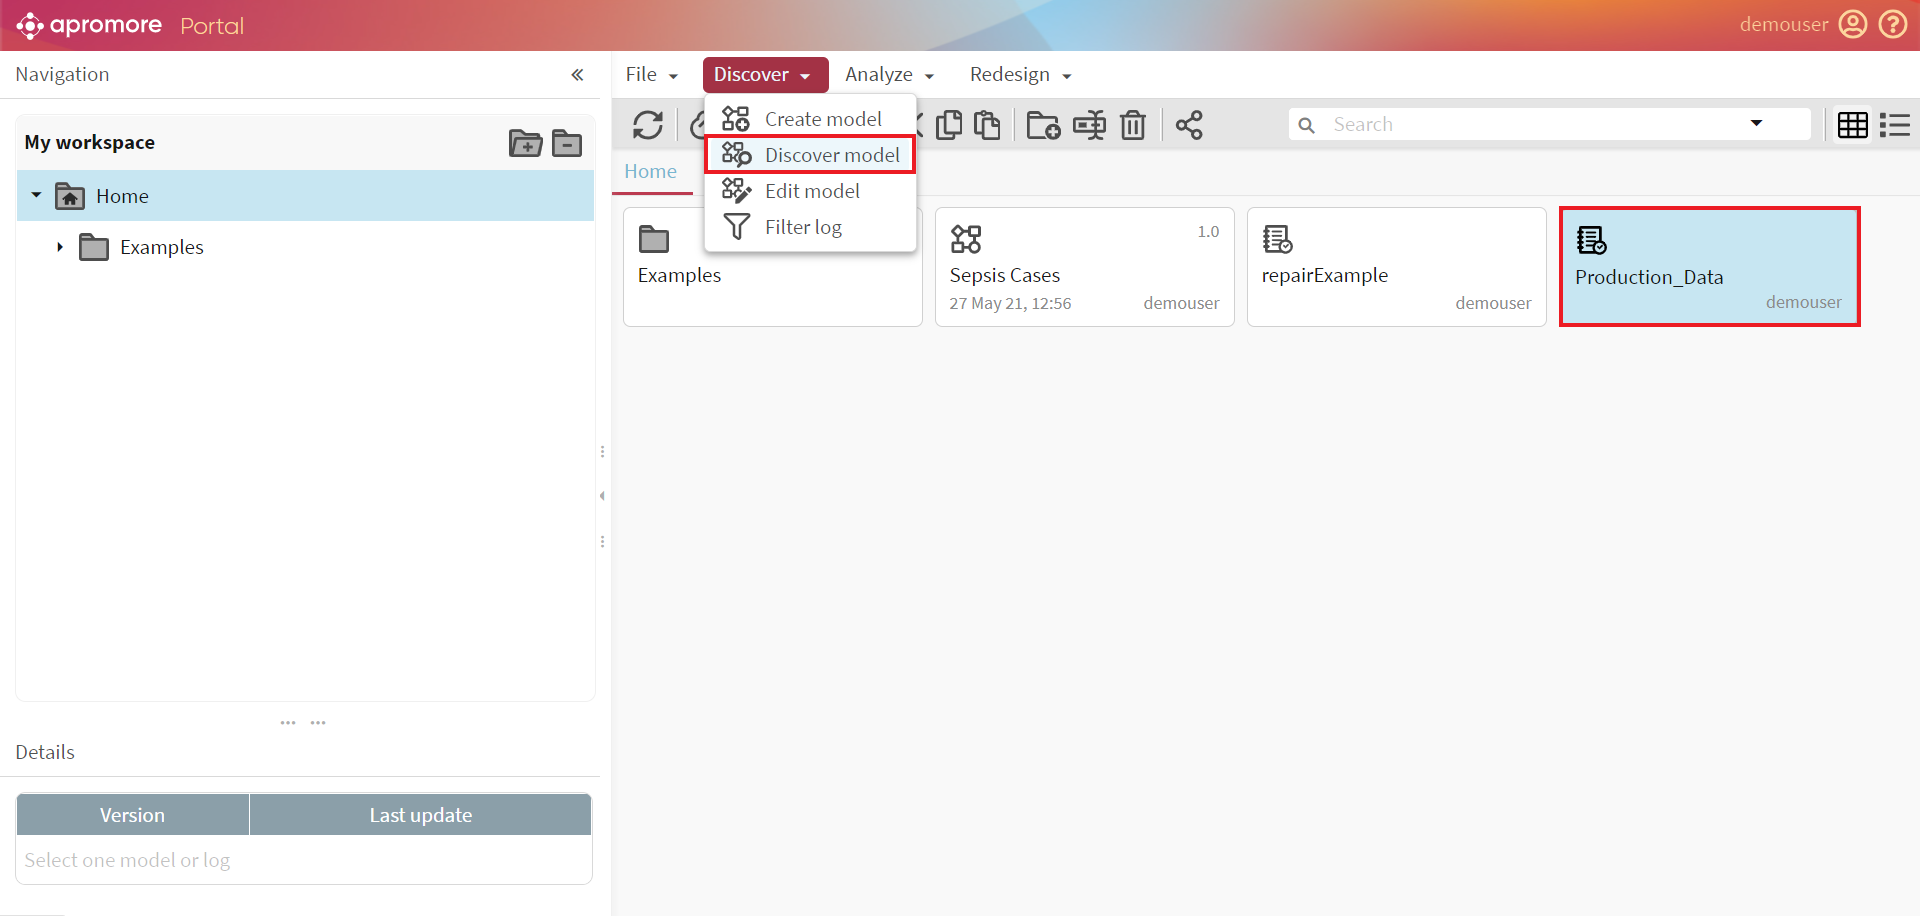 apromore Portal
demouser
Navigation
File
Discover
Analyze
Redesign
Create model
Discover model
Edit model
Filter log
Search
My workspace
Home
Examples
Home
Examples
Sepsis Cases
1.0
27 May 21, 12:56
demouser
repairExample
demouser
Production_Data
demouser
Details
Version
Last update
Select one model or log